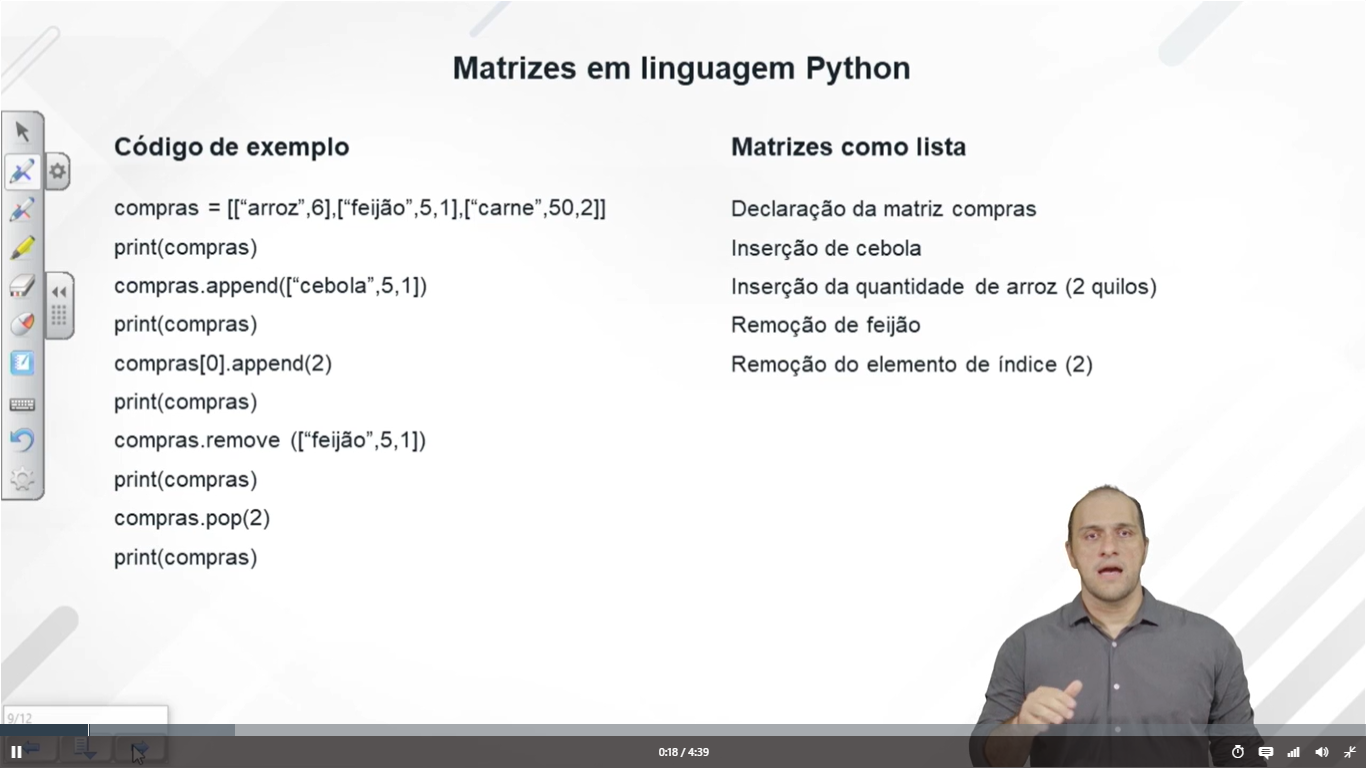 Matrizes em linguagem Python
Código de exemplo
compras = [[“arroz”,6],[“feijão”,5,1],[“carne”,50,2]]
print(compras)
compras.append([“cebola”,5,1])
print(compras)
compras[0].append(2)
print(compras)
compras.remove ([“feijão”,5,1])
print(compras)
compras.pop(2)
print(compras)
Matrizes como lista
Declaração da matriz compras
Inserção de cebola
Inserção da quantidade de arroz (2 quilos)
Remoção de feijão
Remoção do elemento de índice (2)
9/12
0:18 / 4:39